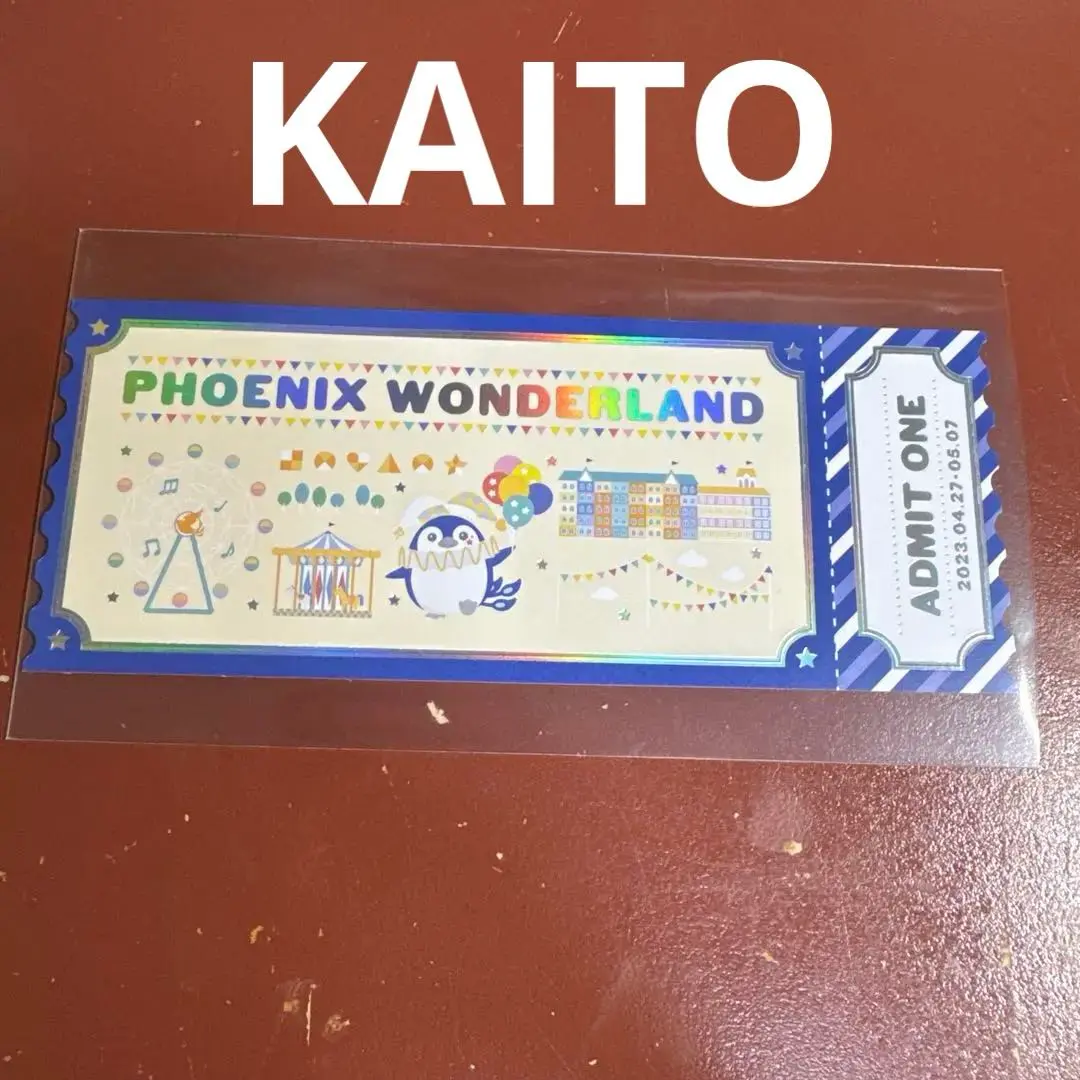 KAITO
PHOENIX WONDERLAND
ADMIT ONE
2023.04.27-05.07